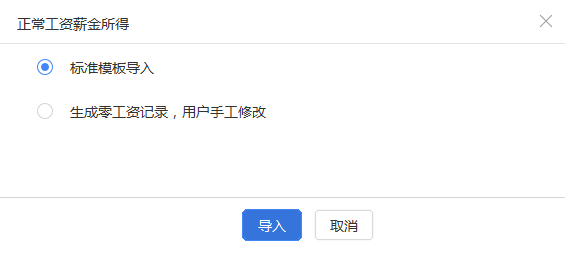 正常工资薪金所得
标准模板导入
生成零工资记录，用户手工修改
导入 取消